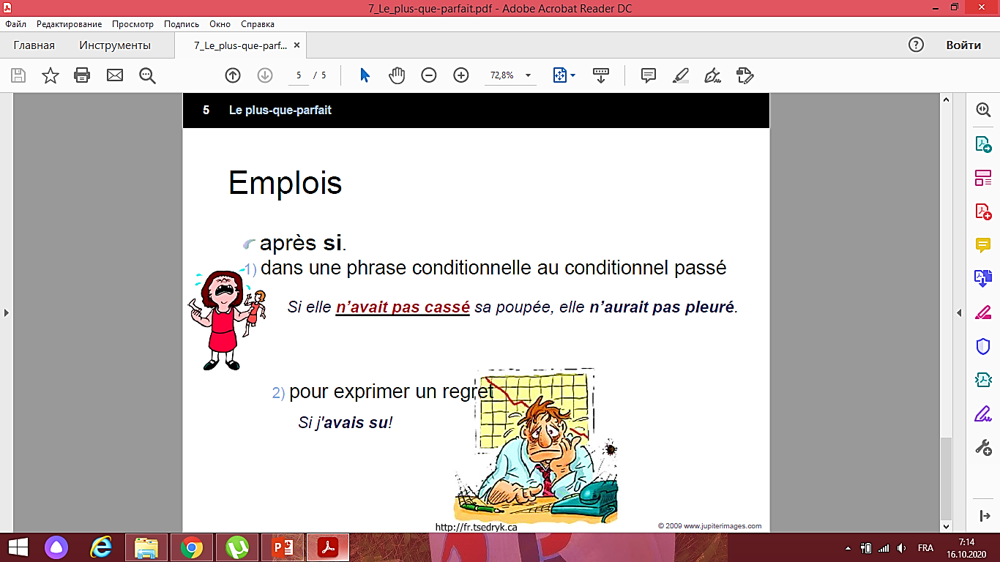 7_Le_plus-que-parfait.pdf - Adobe Acrobat Reader DC
Файл Редактирование Просмотр Подпись Окно Справка
Главная Инструменты 7_Le_plus-que-parf... Войти
5 / 5 72,8%
5 Le plus-que-parfait
Emplois
après si.
1) dans une phrase conditionnelle au conditionnel passé
Si elle n'avait pas cassé sa poupée, elle n'aurait pas pleuré.
2) pour exprimer un regret
Si j'avais su!
http://fr.tsedryk.ca
© 2009 www.jupiterimages.com
FRA
7:14
16.10.2020